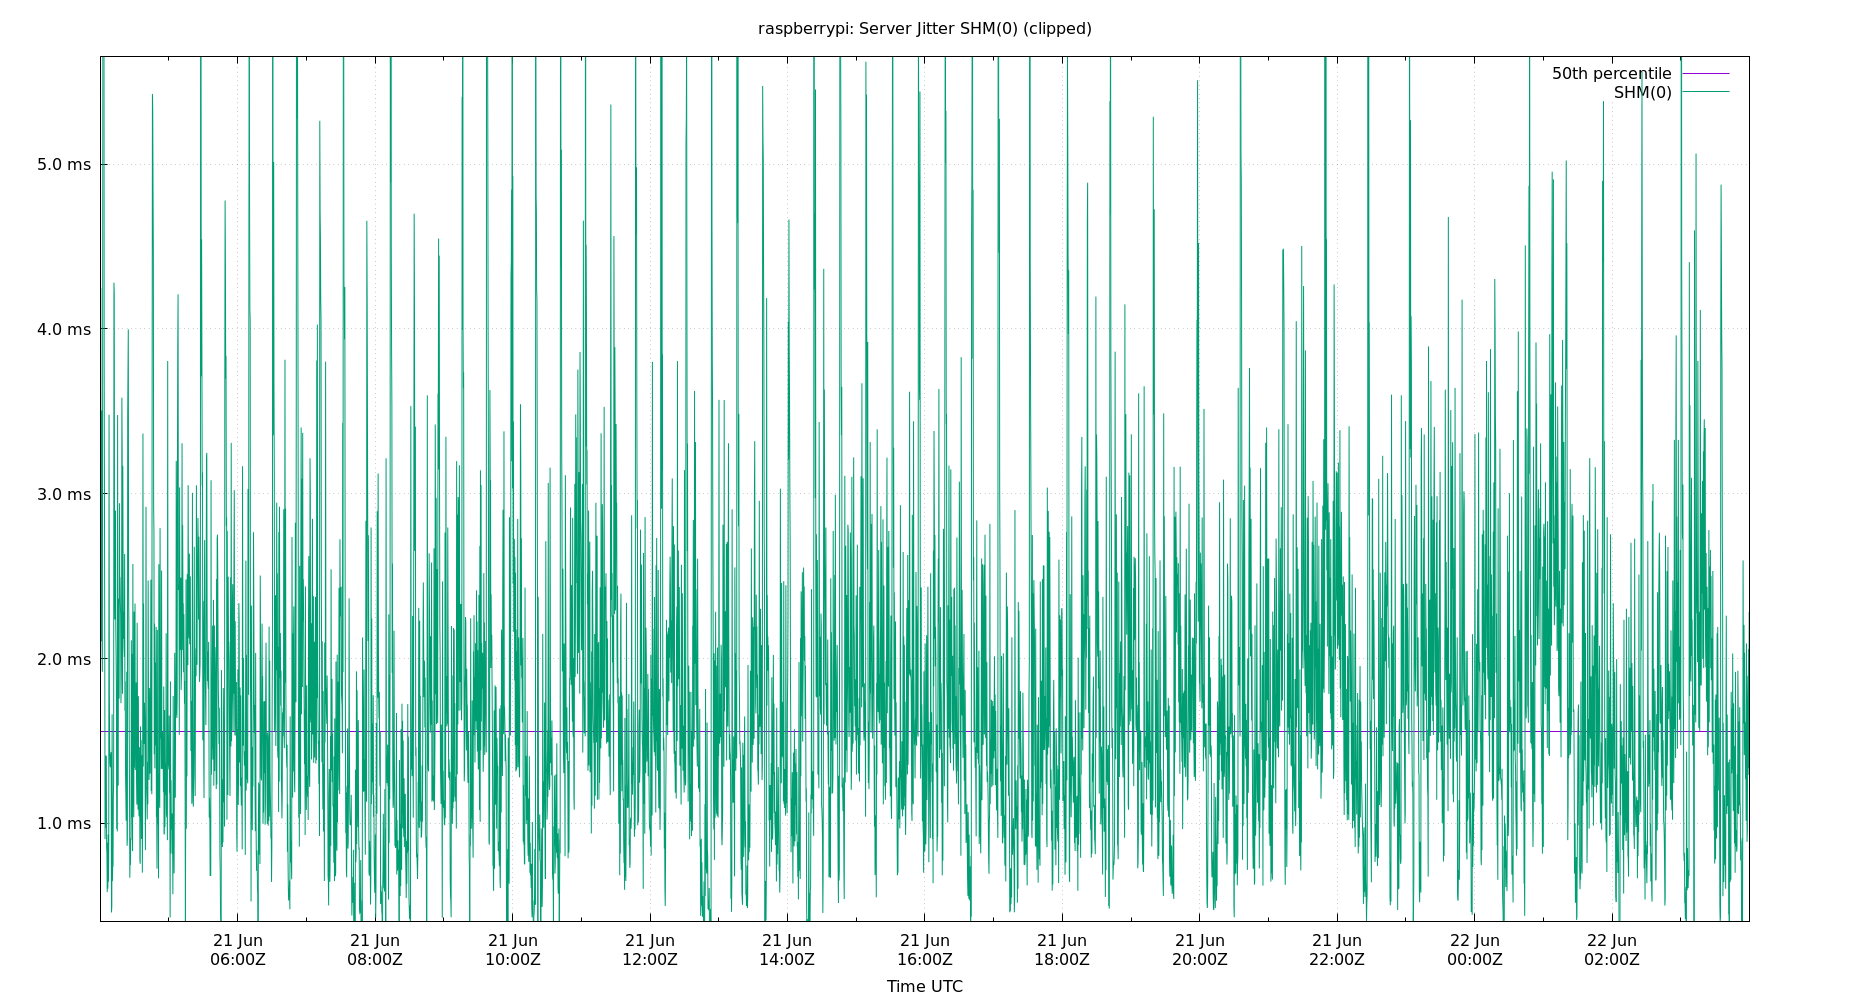 raspberrypi: Server Jitter SHM(0) (clipped)
50th percentile
SHM(0)
5.0 ms
4.0 ms
3.0 ms
2.0 ms
1.0 ms
21 Jun 21 Jun 21 Jun 21 Jun 21 Jun 21 Jun 21 Jun 21 Jun 21 Jun 22 Jun 22 Jun
06:00Z 08:00Z 10:00Z 12:00Z 14:00Z 16:00Z 18:00Z 20:00Z 22:00Z 00:00Z 02:00Z
Time UTC